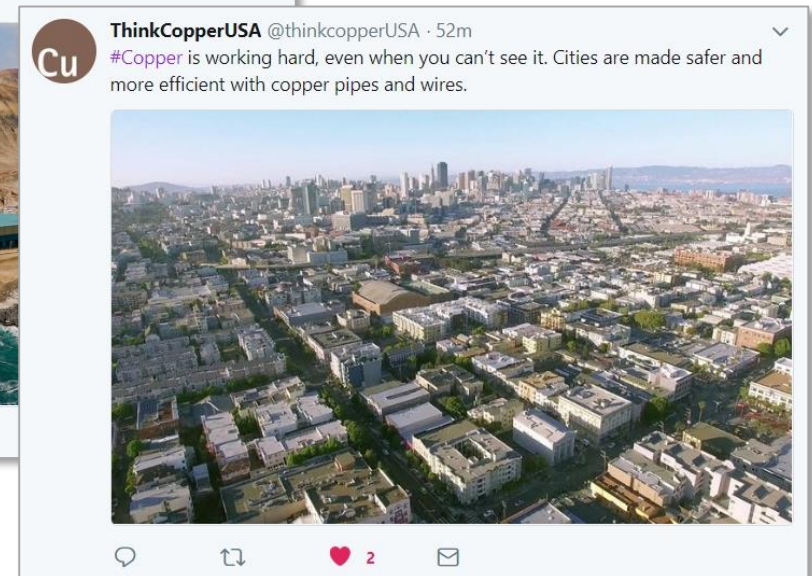 Cu
ThinkCopperUSA @thinkcopperUSA · 52m
#Copper is working hard, even when you can't see it. Cities are made safer and
more efficient with copper pipes and wires.
2